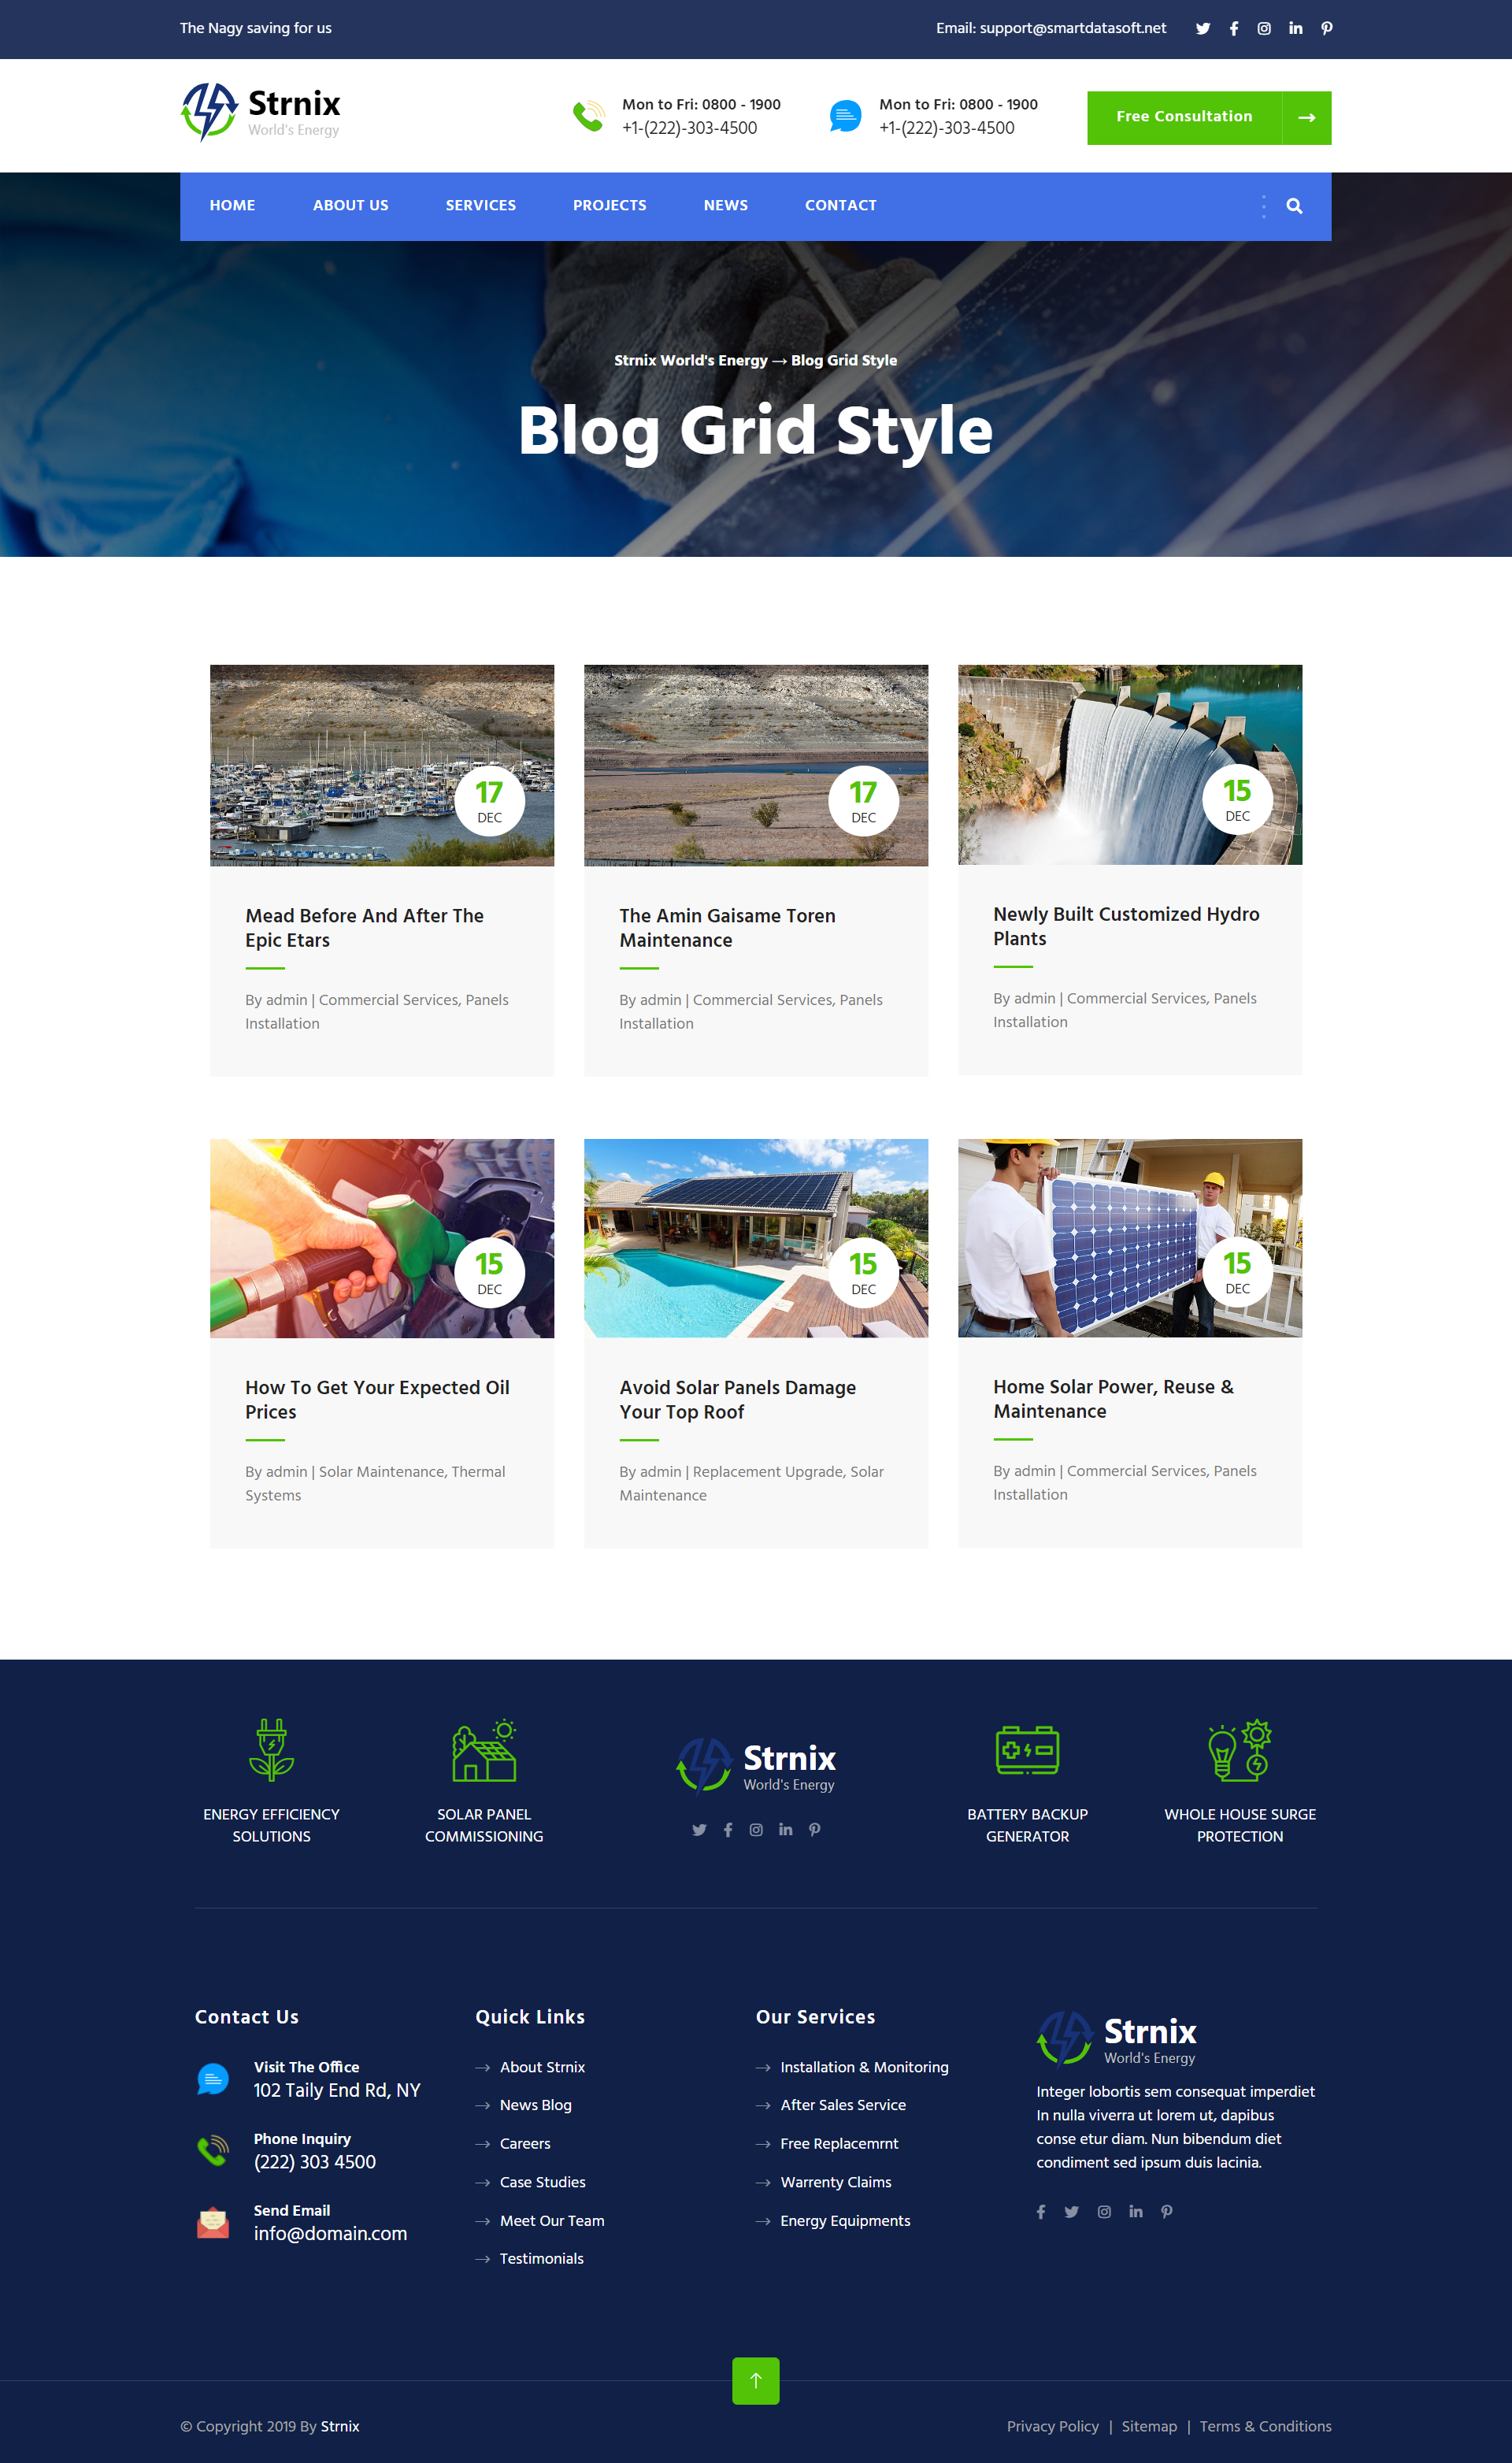 The Nagy saving for us
Email: support@smartdatasoft.net
Strnix
World's Energy
Mon to Fri: 0800 - 1900
+1-(222)-303-4500
Mon to Fri: 0800 - 1900
+1-(222)-303-4500
Free Consultation
HOME ABOUT US SERVICES PROJECTS NEWS CONTACT
Strnix World's Energy → Blog Grid Style
Blog Grid Style
17
DEC
Mead Before And After The
Epic Etars
By admin | Commercial Services, Panels
Installation
17
DEC
The Amin Gaisame Toren
Maintenance
By admin | Commercial Services, Panels
Installation
15
DEC
Newly Built Customized Hydro
Plants
By admin | Commercial Services, Panels
Installation
15
DEC
How To Get Your Expected Oil
Prices
By admin | Solar Maintenance, Thermal
Systems
15
DEC
Avoid Solar Panels Damage
Your Top Roof
By admin | Replacement Upgrade, Solar
Maintenance
15
DEC
Home Solar Power, Reuse &
Maintenance
By admin | Commercial Services, Panels
Installation
ENERGY EFFICIENCY
SOLUTIONS
SOLAR PANEL
COMMISSIONING
Strnix
World's Energy
BATTERY BACKUP
GENERATOR
WHOLE HOUSE SURGE
PROTECTION
Contact Us
Visit The Office
102 Taily End Rd, NY
Phone Inquiry
(222) 303 4500
Send Email
info@domain.com
Quick Links
About Strnix
News Blog
Careers
Case Studies
Meet Our Team
Testimonials
Our Services
Installation & Monitoring
After Sales Service
Free Replacemrnt
Warrenty Claims
Energy Equipments
Strnix
World's Energy
Integer lobortis sem consequat imperdiet
In nulla viverra ut lorem ut, dapibus
conse etur diam. Nun bibendum diet
condiment sed ipsum duis lacinia.
© Copyright 2019 By Strnix
Privacy Policy | Sitemap | Terms & Conditions